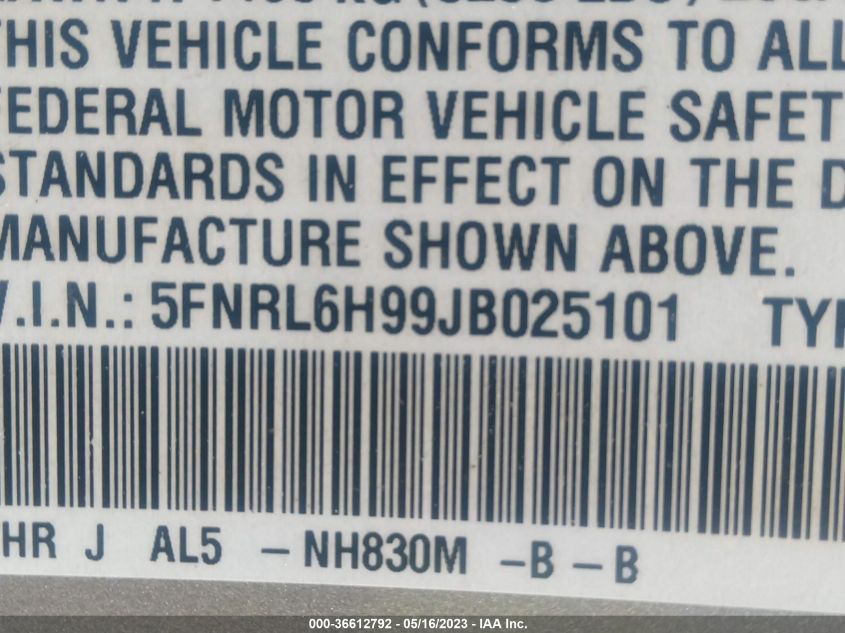 THIS VEHICLE CONFORMS TO ALL
FEDERAL MOTOR VEHICLE SAFET
STANDARDS IN EFFECT ON THE D
MANUFACTURE SHOWN ABOVE.
V.I.N.: 5FNRL6H99JB025101 TYP
HR J AL5 -NH830M -B-B
000-36612792 - 05/16/2023 - IAA Inc.